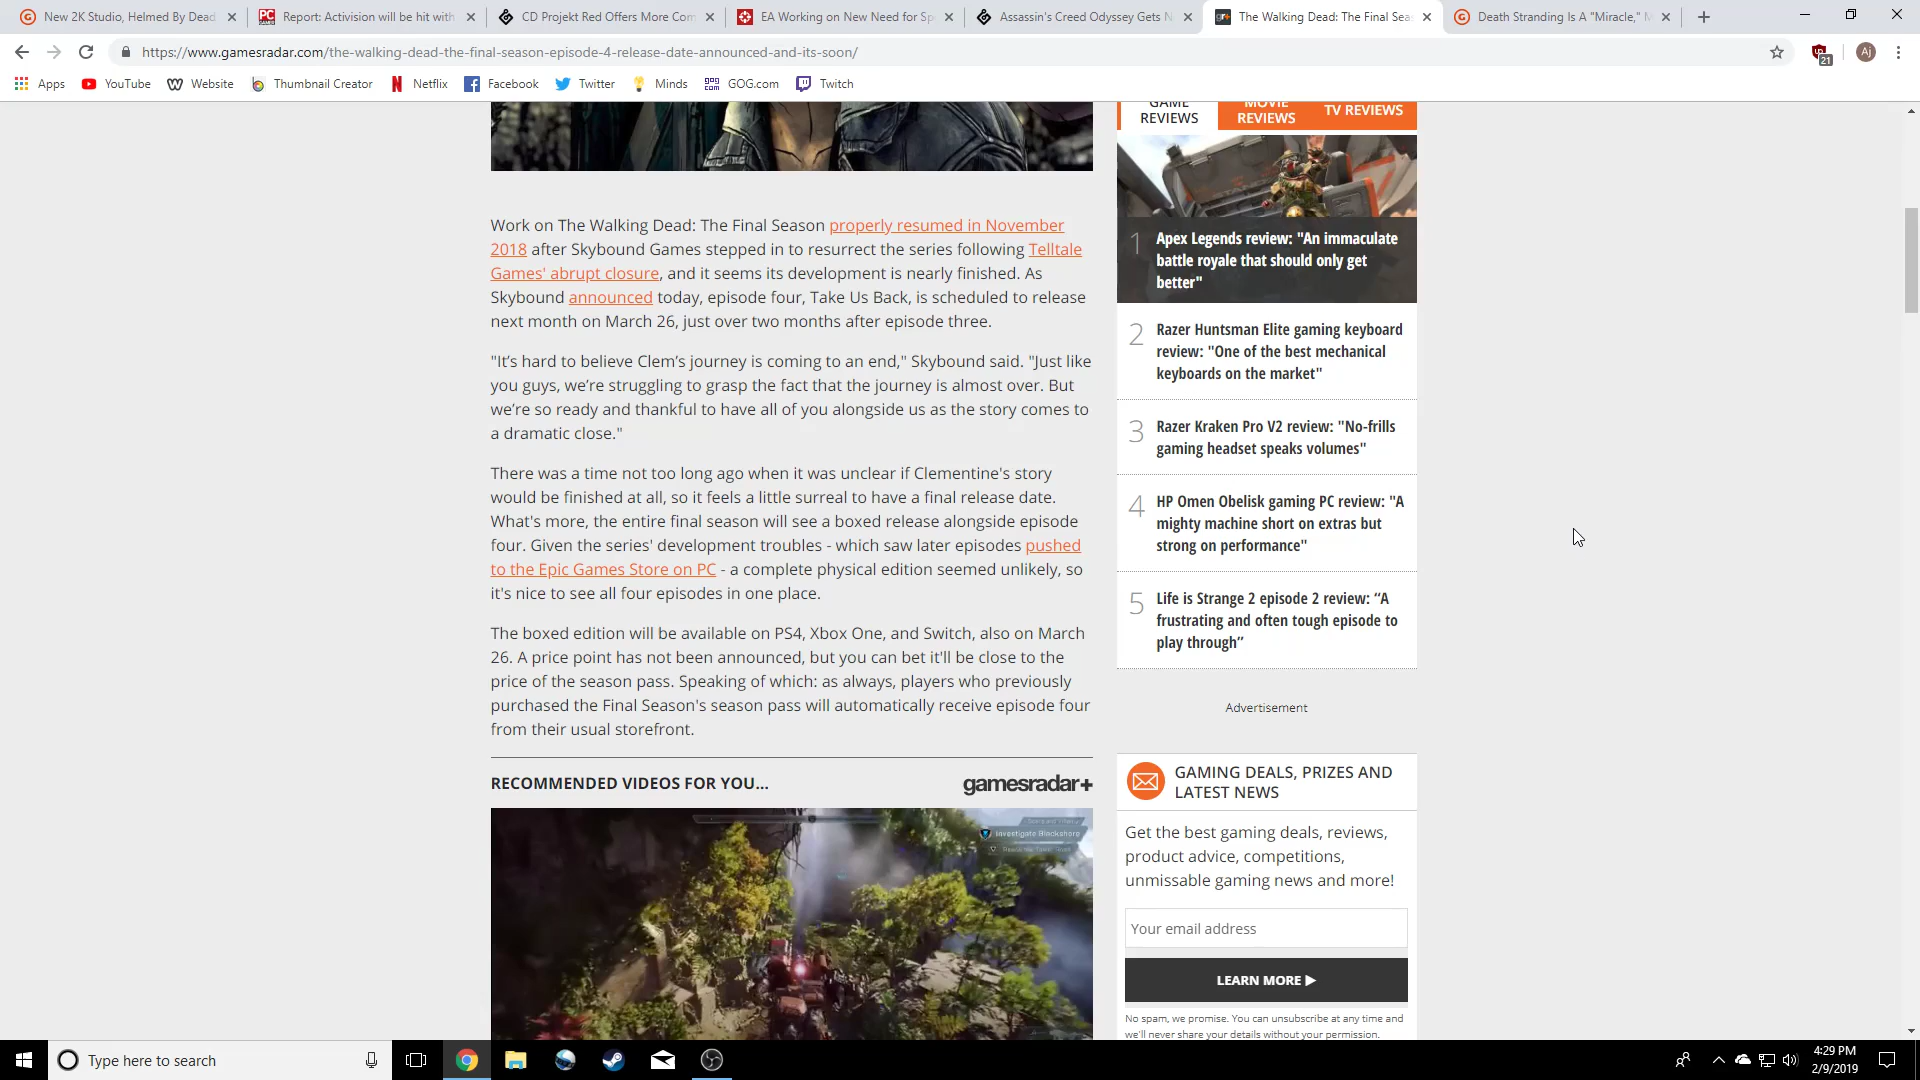 New 2K Studio, Helmed By Dead
Report: Activision will be hit with
CD Projekt Red Offers More Com
EA Working on New Need for Sp
Assassin's Creed Odyssey Gets N
The Walking Dead: The Final Sea
Death Stranding Is A "Miracle," M
https://www.gamesradar.com/the-walking-dead-the-final-season-episode-4-release-date-announced-and-its-soon/
21
Aj
Apps
YouTube
Website
Thumbnail Creator
Netflix
Facebook
Twitter
Minds
GOG.com
Twitch
GAME
REVIEWS
MOVIE
REVIEWS
TV REVIEWS
Work on The Walking Dead: The Final Season properly resumed in November
2018 after Skybound Games stepped in to resurrect the series following Telltale
Games' abrupt closure, and it seems its development is nearly finished. As
Skybound announced today, episode four, Take Us Back, is scheduled to release
next month on March 26, just over two months after episode three.
"It's hard to believe Clem's journey is coming to an end," Skybound said. "Just like
you guys, we're struggling to grasp the fact that the journey is almost over. But
we're so ready and thankful to have all of you alongside us as the story comes to
a dramatic close."
There was a time not too long ago when it was unclear if Clementine's story
would be finished at all, so it feels a little surreal to have a final release date.
What's more, the entire final season will see a boxed release alongside episode
four. Given the series' development troubles - which saw later episodes pushed
to the Epic Games Store on PC - a complete physical edition seemed unlikely, so
it's nice to see all four episodes in one place.
The boxed edition will be available on PS4, Xbox One, and Switch, also on March
26. A price point has not been announced, but you can bet it'll be close to the
price of the season pass. Speaking of which: as always, players who previously
purchased the Final Season's season pass will automatically receive episode four
from their usual storefront.
RECOMMENDED VIDEOS FOR YOU...
gamesradar+
Investigate Blackshore
1
Apex Legends review: "An immaculate
battle royale that should only get
better"
2
Razer Huntsman Elite gaming keyboard
review: "One of the best mechanical
keyboards on the market"
3
Razer Kraken Pro V2 review: "No-frills
gaming headset speaks volumes"
4
HP Omen Obelisk gaming PC review: "A
mighty machine short on extras but
strong on performance"
5
Life is Strange 2 episode 2 review: “A
frustrating and often tough episode to
play through”
Advertisement
GAMING DEALS, PRIZES AND
LATEST NEWS
Get the best gaming deals, reviews,
product advice, competitions,
unmissable gaming news and more!
Your email address
LEARN MORE ▶
No spam, we promise. You can unsubscribe at any time and
we'll never share your details without your permission.
Type here to search
4:29 PM
2/9/2019